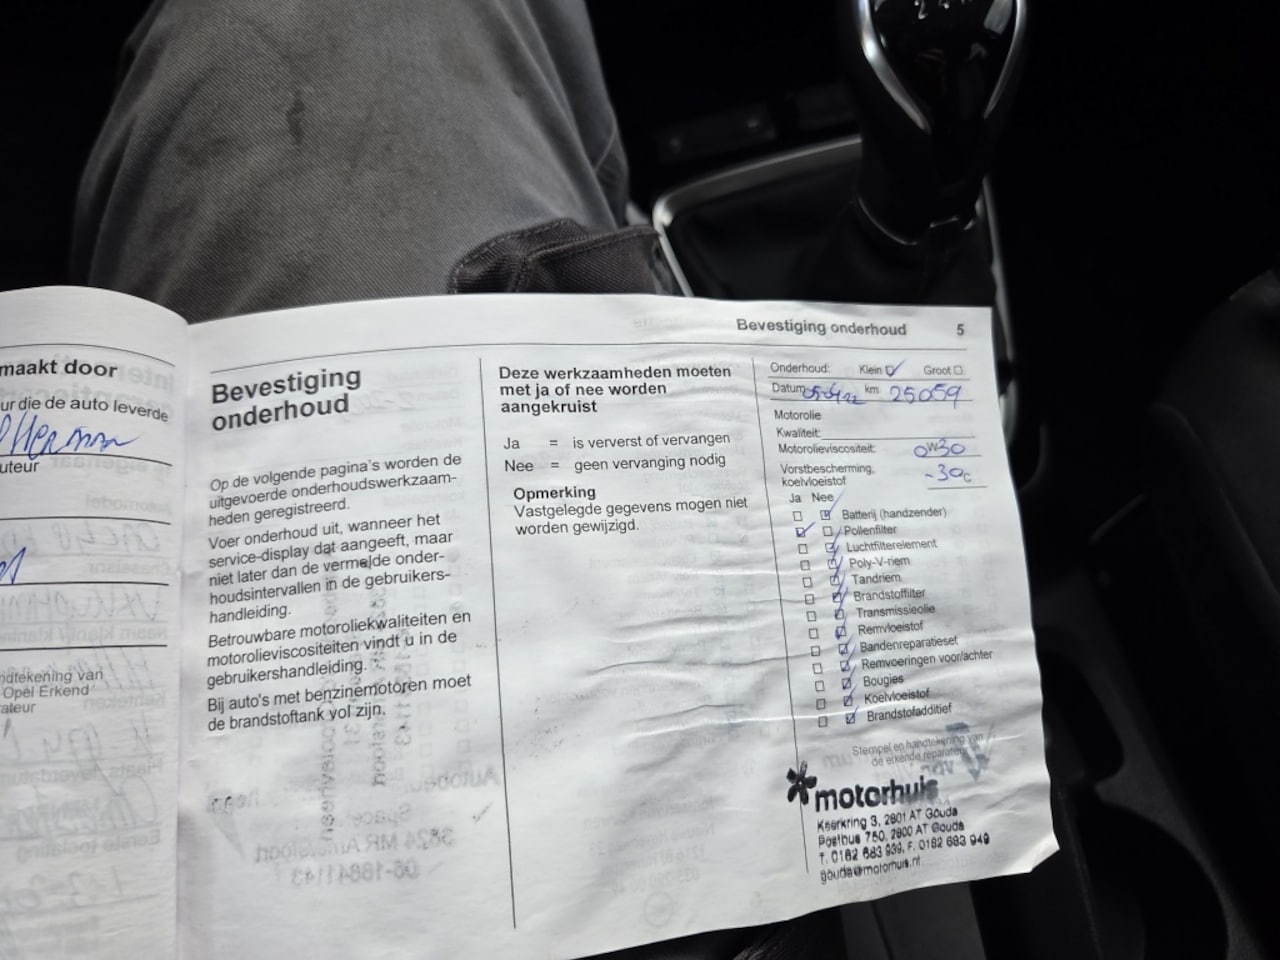 maakt door
ur die de auto leverde
uteur
ndtekening van
Opel Erkend
ateur
Bevestiging onderhoud 5
Bevestiging
onderhoud
Op de volgende pagina's worden de
uitgevoerde onderhoudswerkzaam-
heden geregistreerd.
Voer onderhoud uit, wanneer het
service-display dat aangeeft, maar
niet later dan de vermelde onder-
houdsintervallen in de gebruikers-
handleiding.
Betrouwbare motoroliekwaliteiten en
motorolieviscositeiten vindt u in de
gebruikershandleiding.
Bij auto's met benzinemotoren moet
de brandstoftank vol zijn.
Deze werkzaamheden moeten
met ja of nee worden
aangekruist
Ja = is ververst of vervangen
Nee = geen vervanging nodig
Opmerking
Vastgelegde gegevens mogen niet
worden gewijzigd.
Onderhoud: Klein Groot
Datum km 25059
Motorolie
Kwaliteit:
Motorolieviscositeit: 0W30
Vorstbescherming,
koelvloeistof -30c
Ja Nee
Batterij (handzender)
Pollenfilter
Luchtfilterelement
Poly-V-riem
Tandriem
Brandstoffilter
Transmissieolie
Remvloeistof
Bandenreparatieset
Remvoeringen voor/achter
Bougies
Koelvloeistof
Brandstofadditief
Stempel en handtekening van
de erkende reparateur
motorhuis
Kaarkring 3, 2801 AT Gouda
Postbus 750, 2800 AT Gouda
T. 0182 683 939, F. 0182 683 949
gouda@motorhuis.nl